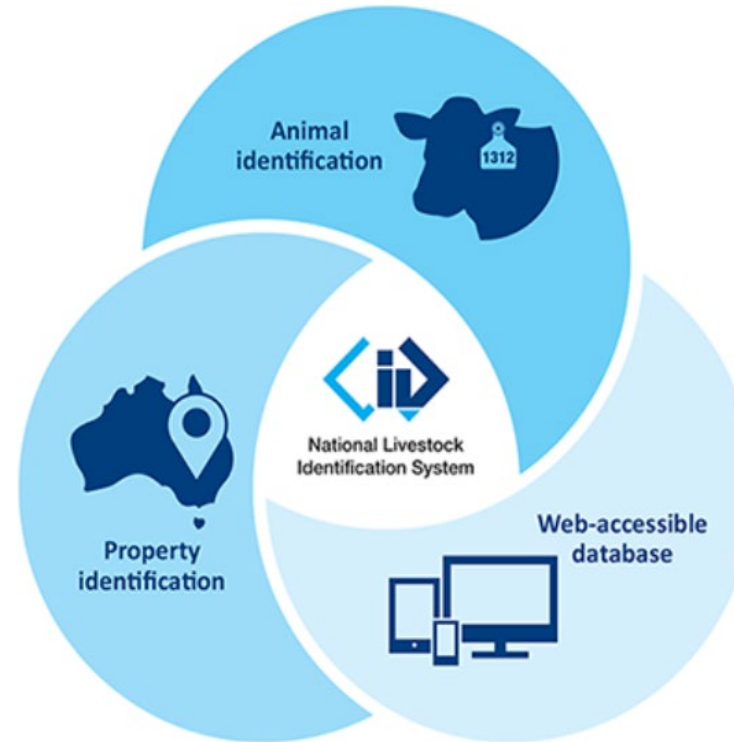 Animal
identification
1312
National Livestock
Identification System
Property
identification
Web-accessible
database